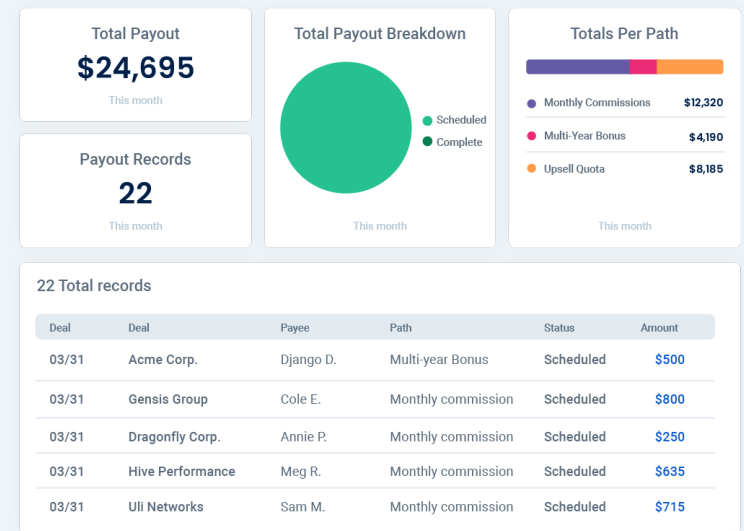 Total Payout
$24,695
This month
Payout Records
22
This month
Total Payout Breakdown
Scheduled
Complete
This month
Totals Per Path
Monthly Commissions $12,320
Multi-Year Bonus $4,190
Upsell Quota $8,185
This month
22 Total records
Deal Deal Payee Path Status Amount
03/31 Acme Corp. Django D. Multi-year Bonus Scheduled $500
03/31 Gensis Group Cole E. Monthly commission Scheduled $800
03/31 Dragonfly Corp. Annie P. Monthly commission Scheduled $250
03/31 Hive Performance Meg R. Monthly commission Scheduled $635
03/31 Uli Networks Sam M. Monthly commission Scheduled $715